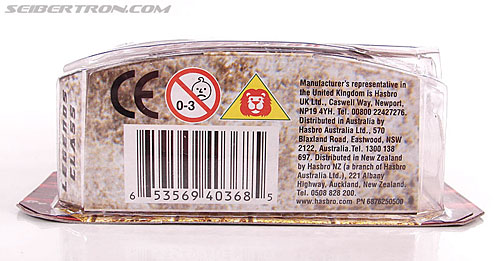 SEIBERTRON.COM
CE
0-3
Manufacturer's representative in
the United Kingdom is Hasbro
UK Ltd., Caswell Way, Newport,
NP19 4YH. Tel. 00800 22427276.
Distributed in Australia by
Hasbro Australia Ltd., 570
Blaxland Road, Eastwood, NSW
2122, Australia.Tel. 1300 138
697. Distributed in New Zealand
by Hasbro NZ (a branch of Hasbro
Australia Ltd.), 221 Albany
Highway, Auckland, New Zealand.
Tel. 0508 828 200.
www.hasbro.com PN 6876250500
6 53569 40368 5